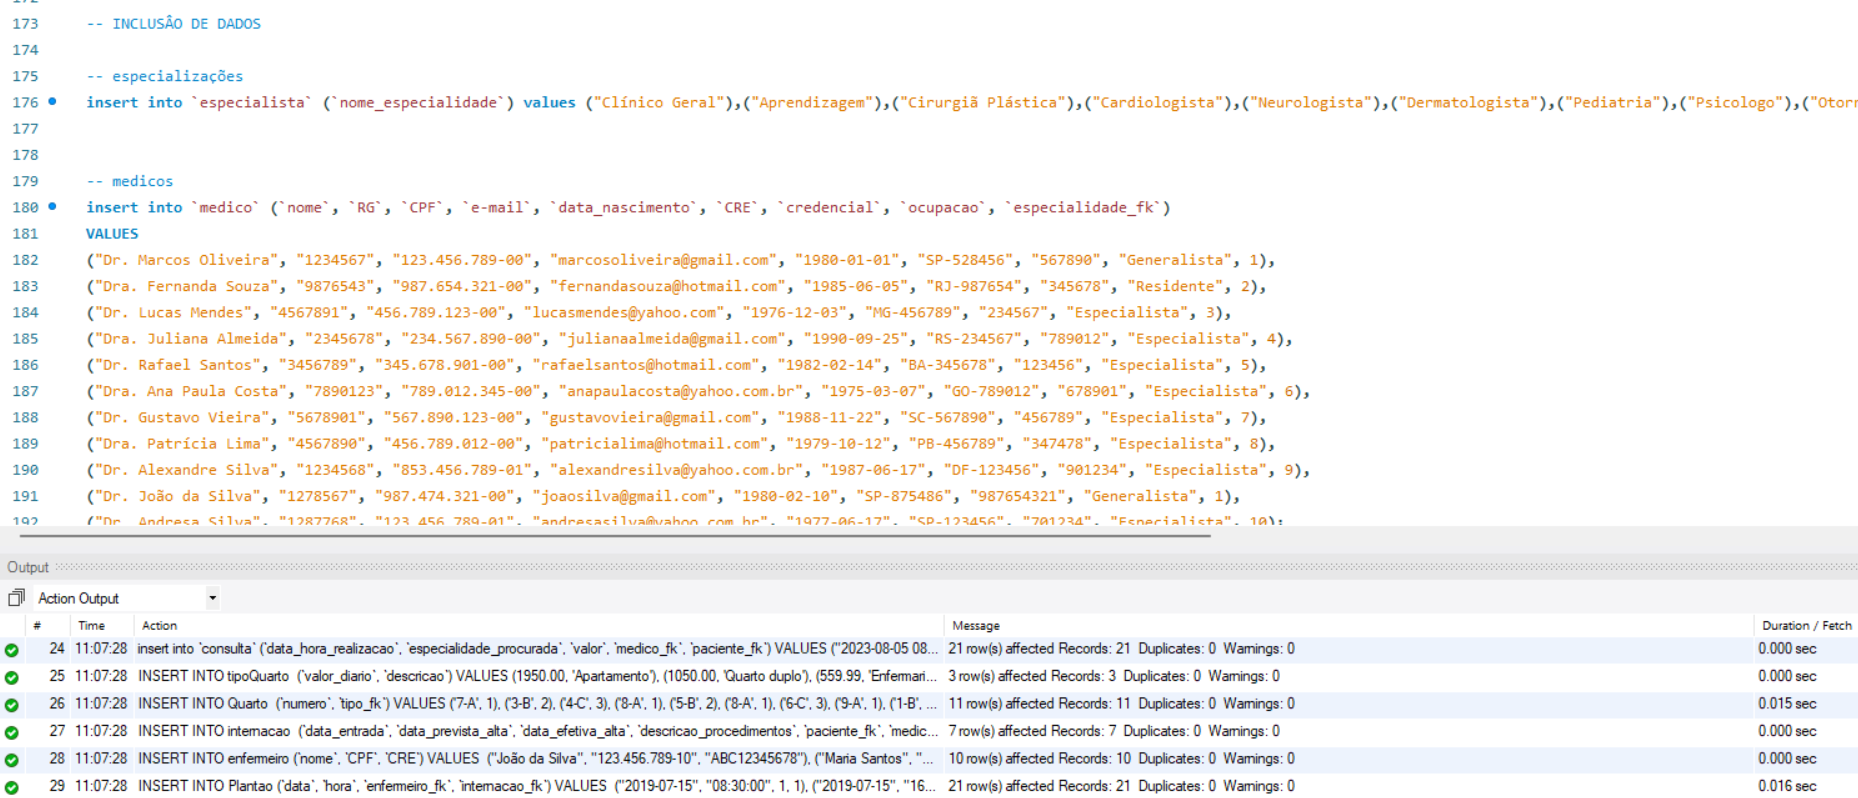 172
173 -- INCLUSÂO DE DADOS
174
175 -- especializações
176 insert into `especialista` (`nome_especialidade`) values ("Clínico Geral"),("Aprendizagem"),("Cirurgiã Plástica"),("Cardiologista"),("Neurologista"),("Dermatologista"),("Pediatria"),("Psicologo"),("Otorr
177
178
179 -- medicos
180 insert into `medico` (`nome`, `RG`, `CPF`, `e-mail`, `data_nascimento`, `CRE`, `credencial`, `ocupacao`, `especialidade_fk`)
181 VALUES
182 ("Dr. Marcos Oliveira", "1234567", "123.456.789-00", "marcosoliveira@gmail.com", "1980-01-01", "SP-528456", "567890", "Generalista", 1),
183 ("Dra. Fernanda Souza", "9876543", "987.654.321-00", "fernandasouza@hotmail.com", "1985-06-05", "RJ-987654", "345678", "Residente", 2),
184 ("Dr. Lucas Mendes", "4567891", "456.789.123-00", "lucasmendes@yahoo.com", "1976-12-03", "MG-456789", "234567", "Especialista", 3),
185 ("Dra. Juliana Almeida", "2345678", "234.567.890-00", "julianaalmeida@gmail.com", "1990-09-25", "RS-234567", "789012", "Especialista", 4),
186 ("Dr. Rafael Santos", "3456789", "345.678.901-00", "rafaelsantos@hotmail.com", "1982-02-14", "BA-345678", "123456", "Especialista", 5),
187 ("Dra. Ana Paula Costa", "7890123", "789.012.345-00", "anapaulacosta@yahoo.com.br", "1975-03-07", "GO-789012", "678901", "Especialista", 6),
188 ("Dr. Gustavo Vieira", "5678901", "567.890.123-00", "gustavovieira@gmail.com", "1988-11-22", "SC-567890", "456789", "Especialista", 7),
189 ("Dra. Patrícia Lima", "4567890", "456.789.012-00", "patricialima@hotmail.com", "1979-10-12", "PB-456789", "347478", "Especialista", 8),
190 ("Dr. Alexandre Silva", "1234568", "853.456.789-01", "alexandresilva@yahoo.com.br", "1987-06-17", "DF-123456", "901234", "Especialista", 9),
191 ("Dr. João da Silva", "1278567", "987.474.321-00", "joaosilva@gmail.com", "1980-02-10", "SP-875486", "987654321", "Generalista", 1),
192 ("Dr. Andresa Silva", "1287768", "123.456.789-01", "andresasilva@yahoo.com.br", "1977-06-17", "SP-123456", "701234", "Especialista", 10);
Output
Action Output
# Time Action Message Duration / Fetch
24 11:07:28 insert into `consulta` (`data_hora_realizacao`, `especialidade_procurada`, `valor`, `medico_fk`, `paciente_fk`) VALUES ("2023-08-05 08... 21 row(s) affected Records: 21 Duplicates: 0 Warnings: 0 0.000 sec
25 11:07:28 INSERT INTO tipoQuarto (`valor_diario`, `descricao`) VALUES (1950.00, 'Apartamento'), (1050.00, 'Quarto duplo'), (559.99, 'Enfermari... 3 row(s) affected Records: 3 Duplicates: 0 Warnings: 0 0.000 sec
26 11:07:28 INSERT INTO Quarto (`numero`, `tipo_fk`) VALUES ('7-A', 1), ('3-B', 2), ('4-C', 3), ('8-A', 1), ('5-B', 2), ('8-A', 1), ('6-C', 3), ('9-A', 1), ('1-B', ... 11 row(s) affected Records: 11 Duplicates: 0 Warnings: 0 0.015 sec
27 11:07:28 INSERT INTO internacao (`data_entrada`, `data_prevista_alta`, `data_efetiva_alta`, `descricao_procedimentos`, `paciente_fk`, `medic... 7 row(s) affected Records: 7 Duplicates: 0 Warnings: 0 0.000 sec
28 11:07:28 INSERT INTO enfermeiro (`nome`, `CPF`, `CRE`) VALUES ("João da Silva", "123.456.789-10", "ABC12345678"), ("Maria Santos", "... 10 row(s) affected Records: 10 Duplicates: 0 Warnings: 0 0.000 sec
29 11:07:28 INSERT INTO Plantao (`data`, `hora`, `enfermeiro_fk`, `internacao_fk`) VALUES ("2019-07-15", "08:30:00", 1, 1), ("2019-07-15", "16... 21 row(s) affected Records: 21 Duplicates: 0 Warnings: 0 0.016 sec